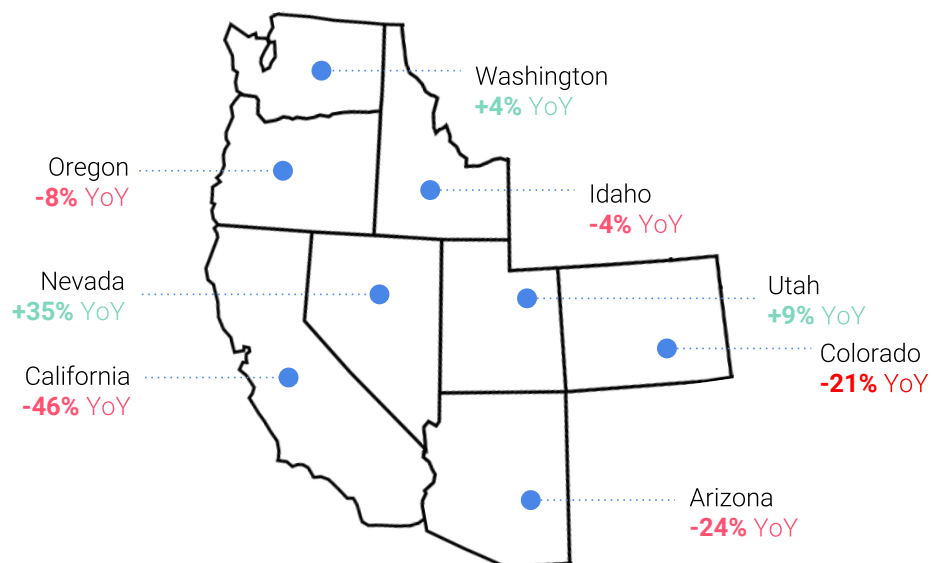 Washington
+4% YoY
Oregon
-8% YoY
Idaho
-4% YoY
Nevada
+35% YoY
Utah
+9% YoY
Colorado
-21% YoY
California
-46% YoY
Arizona
-24% YoY